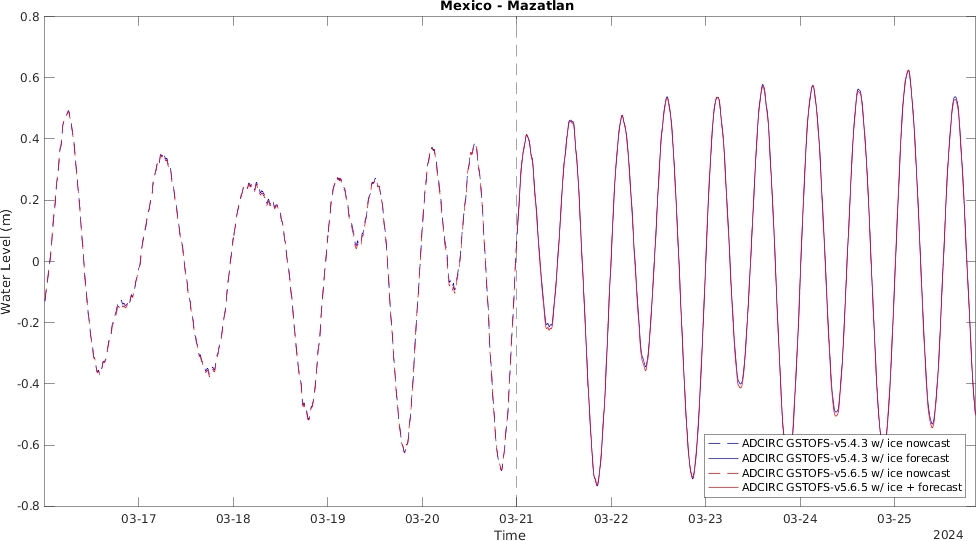 Mexico - Mazatlan
Water Level (m)
0.8
0.6
0.4
0.2
0
-0.2
-0.4
-0.6
-0.8
03-17
03-18
03-19
03-20
03-21
03-22
03-23
03-24
03-25
Time
2024
ADCIRC GSTOFS-v5.4.3 w/ ice nowcast
ADCIRC GSTOFS-v5.4.3 w/ ice forecast
ADCIRC GSTOFS-v5.6.5 w/ ice nowcast
ADCIRC GSTOFS-v5.6.5 w/ ice + forecast